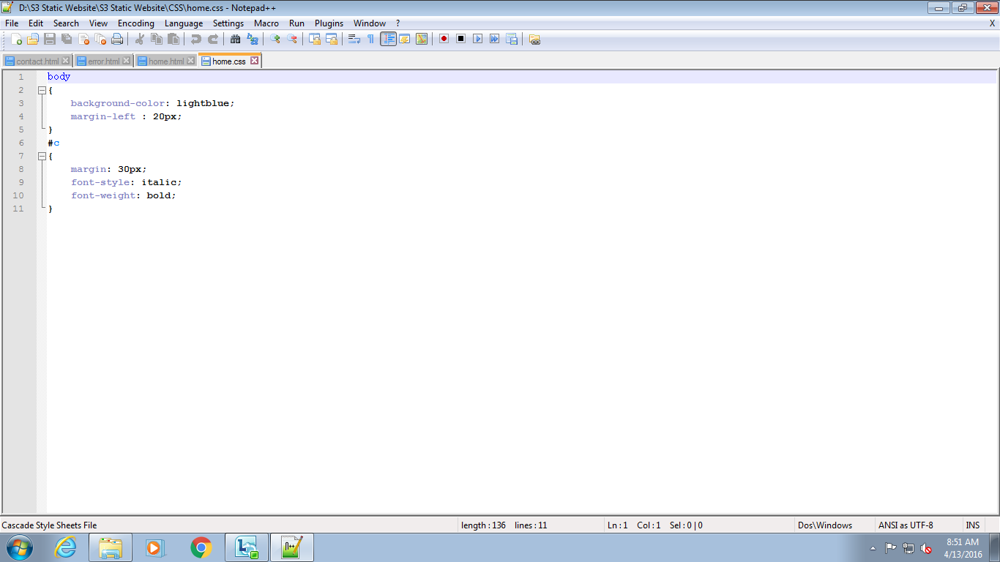 D:\S3 Static Website\S3 Static Website\CSS\home.css - Notepad++
File Edit Search View Encoding Language Settings Macro Run Plugins Window ? X
contact.html error.html home.html home.css
1 body
2 {
3 background-color: lightblue;
4 margin-left : 20px;
5 }
6 #c
7 {
8 margin: 30px;
9 font-style: italic;
10 font-weight: bold;
11 }
Cascade Style Sheets File length : 136 lines : 11 Ln : 1 Col : 1 Sel : 0 | 0 Dos\Windows ANSI as UTF-8 INS
8:51 AM
4/13/2016